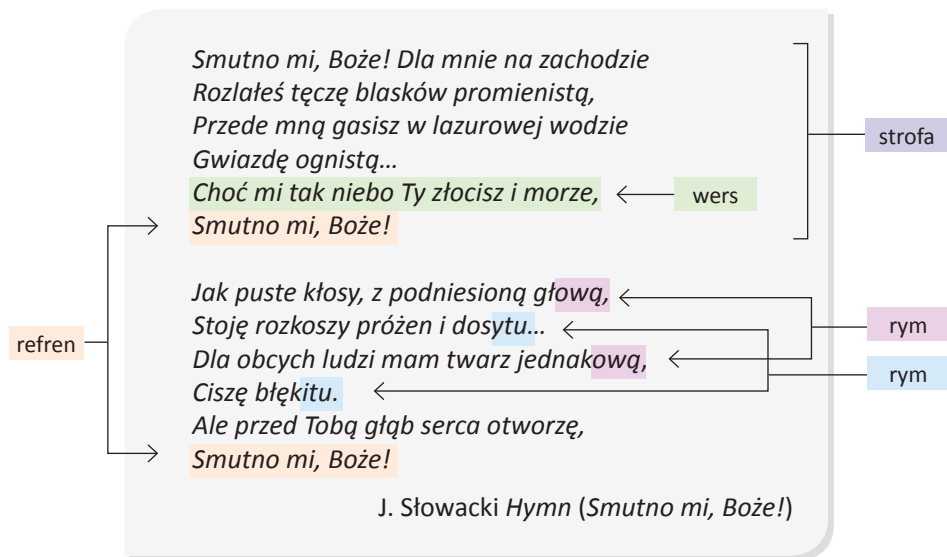 Smutno mi, Boże! Dla mnie na zachodzie
Rozlałeś tęczę blasków promienistą,
Przede mną gasisz w lazurowej wodzie
Gwiazdę ognistą...
strofa
Choć mi tak niebo Ty złocisz i morze,
wers
Smutno mi, Boże!
Jak puste kłosy, z podniesioną głową,
Stoję rozkoszy próżen i dosytu...
rym
refren
Dla obcych ludzi mam twarz jednakową,
rym
Ciszę błękitu.
Ale przed Tobą głąb serca otworzę,
Smutno mi, Boże!
J. Słowacki Hymn (Smutno mi, Boże!)